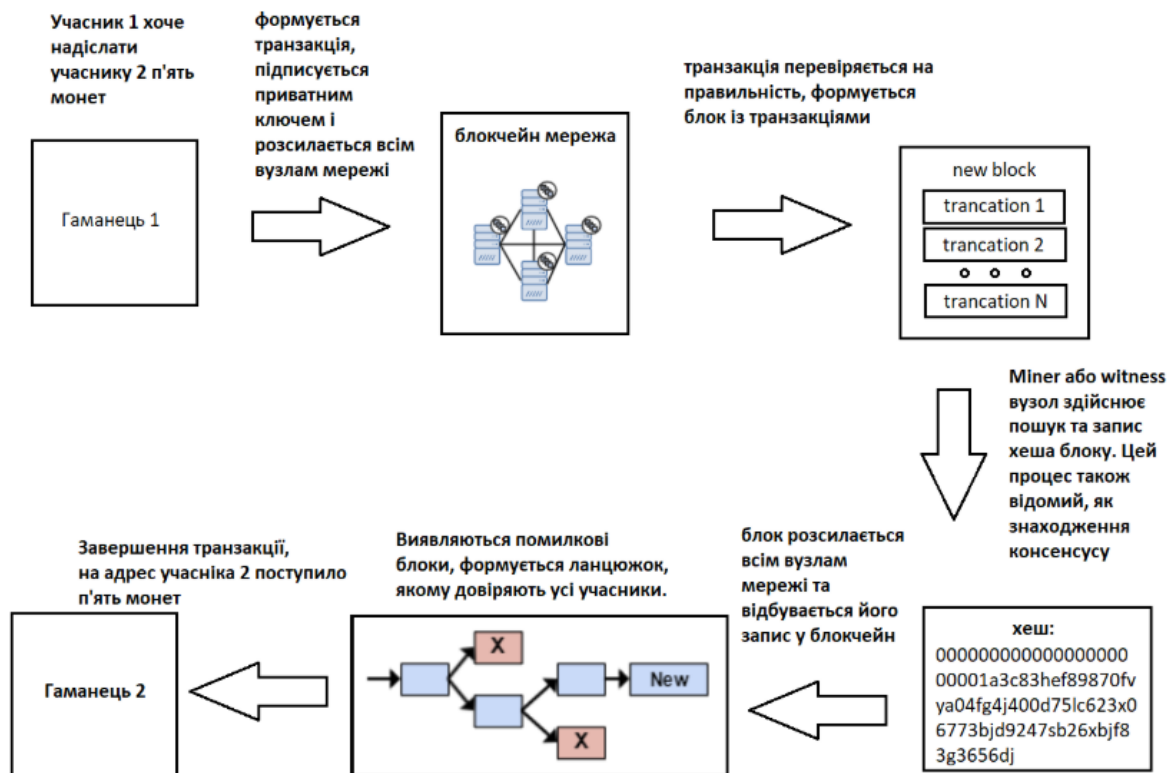 Учасник 1 хоче
надіслати
учаснику 2 п'ять
монет
Гаманець 1
формується
транзакція,
підписується
приватним
ключем і
розсилається всім
вузлам мережі
блокчейн мережа
транзакція перевіряється на
правильність, формується
блок із транзакціями
new block
trancation 1
trancation 2
trancation N
Miner або witness
вузол здійснює
пошук та запис
хеша блоку. Цей
процес також
відомий, як
знаходження
консенсусу
хеш:
000000000000000000
00001a3c83hef89870fv
ya04fg4j400d75lc623x0
6773bjd9247sb26xbjf8
3g3656dj
блок розсилається
всім вузлам
мережі та
відбувається його
запис у блокчейн
Виявляються помилкові
блоки, формується ланцюжок,
якому довіряють усі учасники.
X
New
X
Завершення транзакції,
на адрес учасніка 2 поступило
п'ять монет
Гаманець 2